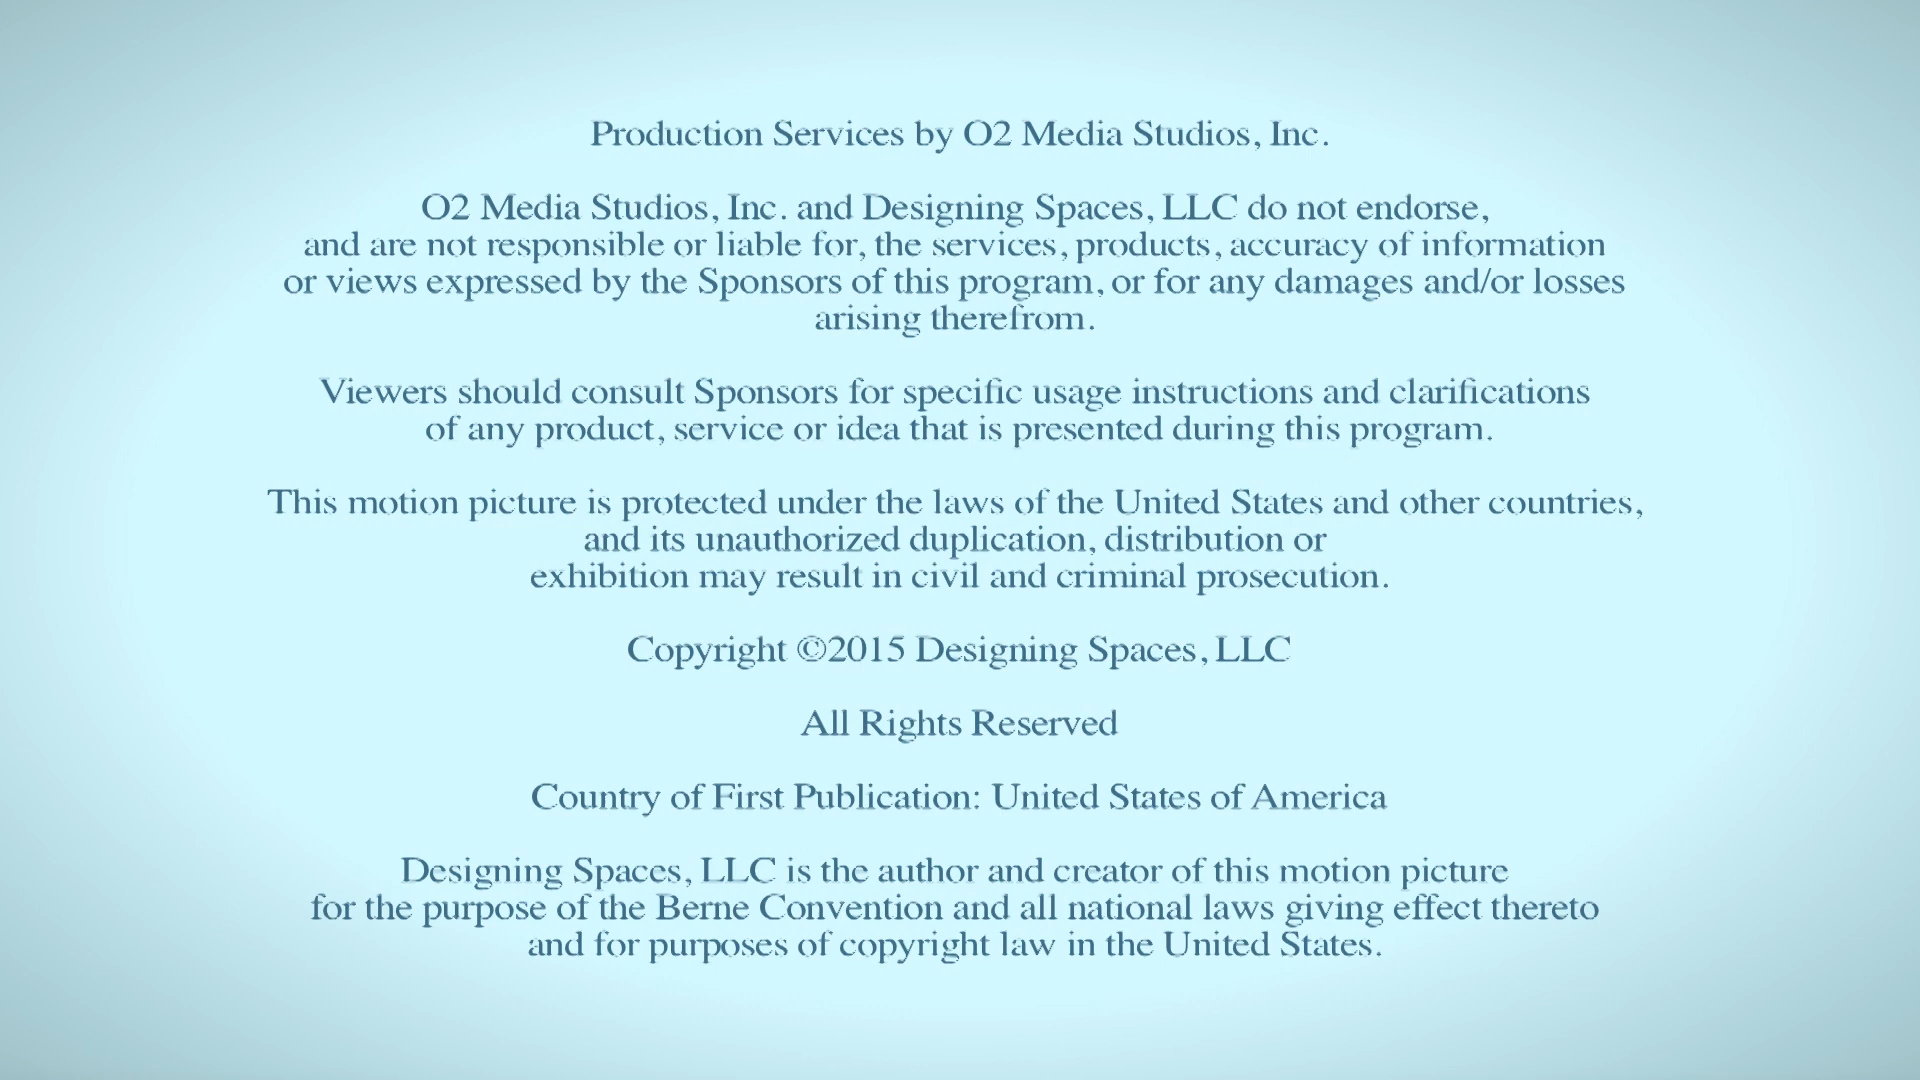 Production Services by O2 Media Studios, Inc.
O2 Media Studios, Inc. and Designing Spaces, LLC do not endorse,
and are not responsible or liable for, the services, products, accuracy of information
or views expressed by the Sponsors of this program, or for any damages and/or losses
arising therefrom.
Viewers should consult Sponsors for specific usage instructions and clarifications
of any product, service or idea that is presented during this program.
This motion picture is protected under the laws of the United States and other countries,
and its unauthorized duplication, distribution or
exhibition may result in civil and criminal prosecution.
Copyright ©2015 Designing Spaces, LLC
All Rights Reserved
Country of First Publication: United States of America
Designing Spaces, LLC is the author and creator of this motion picture
for the purpose of the Berne Convention and all national laws giving effect thereto
and for purposes of copyright law in the United States.